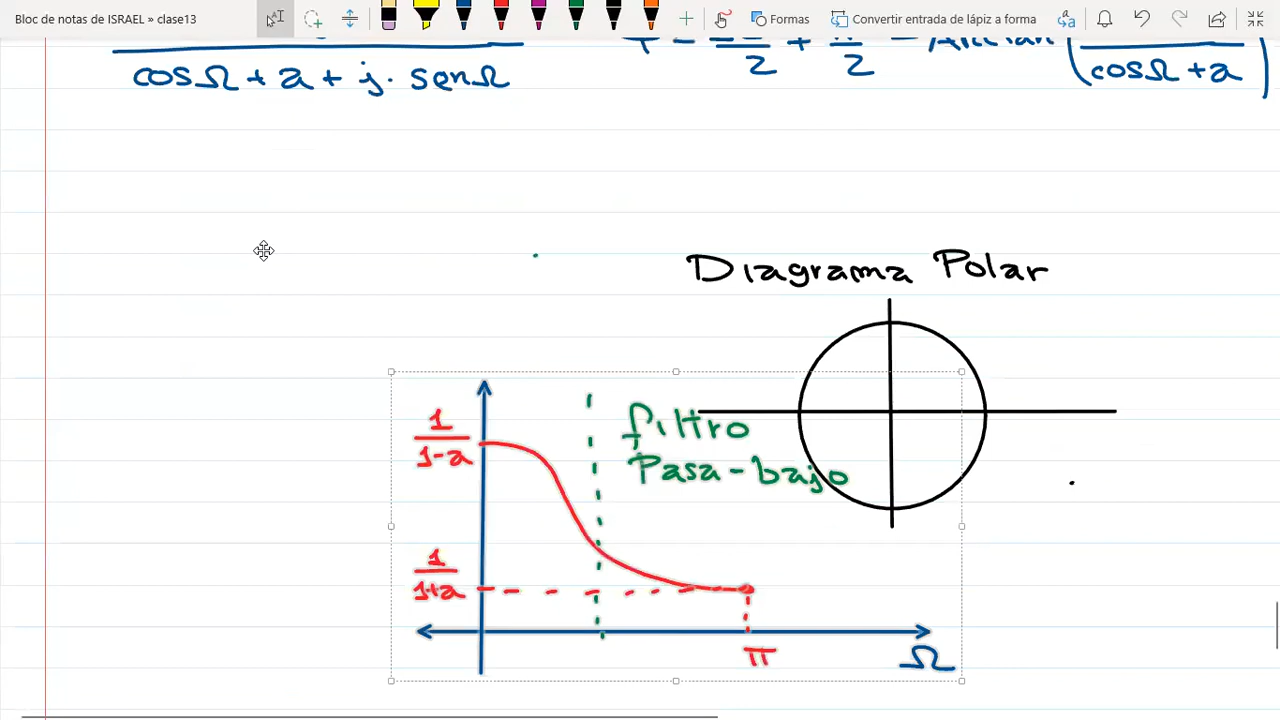 Bloc de notas de ISRAEL » clase13
Formas
Convertir entrada de lápiz a forma
cosΩ + a + j. senΩ
2 + 2
cosΩ + a
Diagrama Polar
filtro
Pasa-bajo
1
1-a
1
1+a
π
Ω